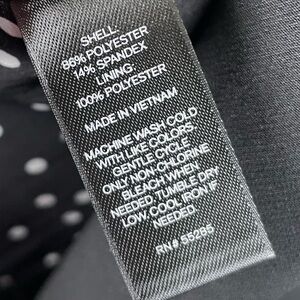 SHELL:
86% POLYESTER
14% SPANDEX
LINING:
100% POLYESTER
MADE IN VIETNAM
MACHINE WASH COLD
WITH LIKE COLORS.
GENTLE CYCLE
ONLY NON-CHLORINE
BLEACH WHEN
NEEDED. TUMBLE DRY
LOW. COOL IRON IF
NEEDED
RN# 55285